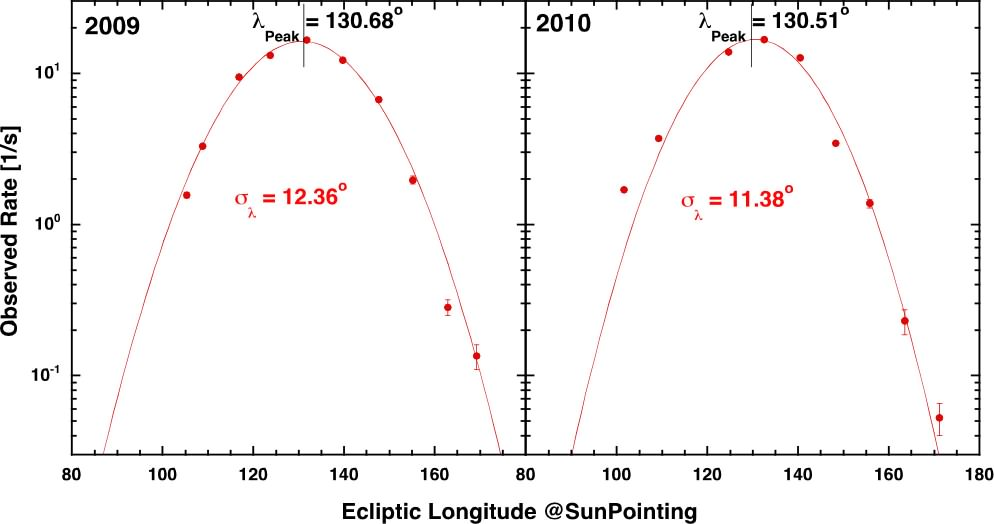 2009
λPeak = 130.68°
2010
λPeak = 130.51°
Observed Rate [1/s]
10¹
10⁰
10⁻¹
σλ = 12.36°
σλ = 11.38°
80 100 120 140 160 80 100 120 140 160 180
Ecliptic Longitude @SunPointing